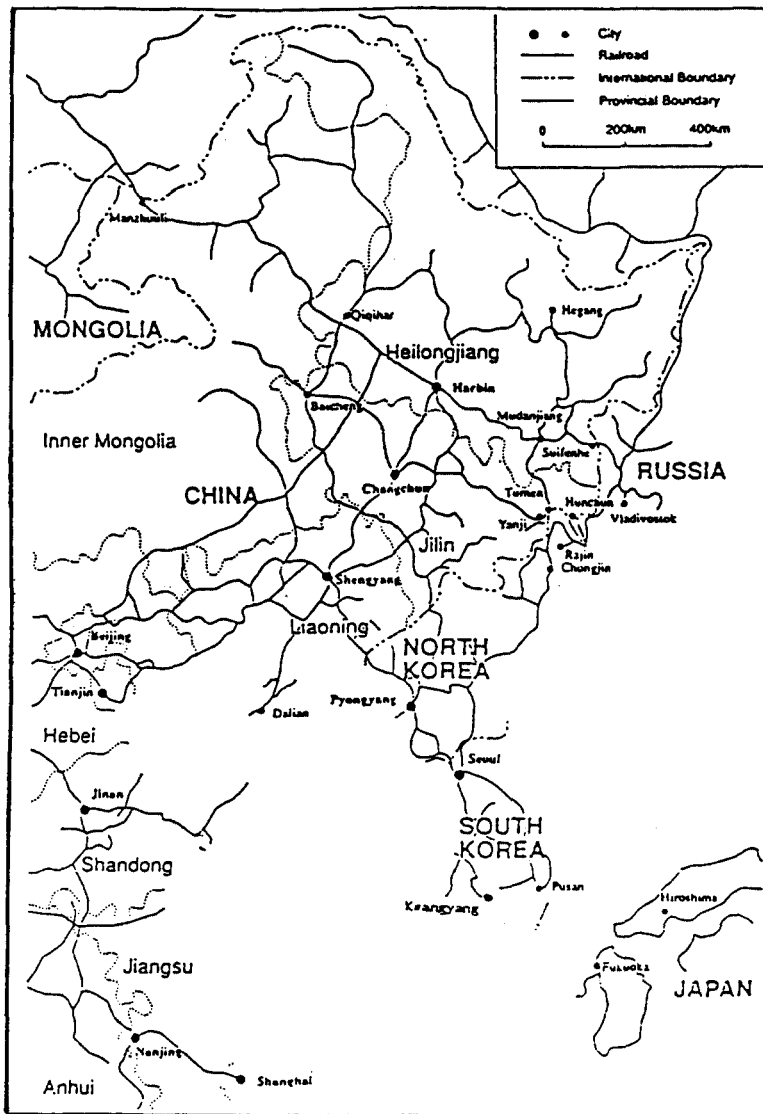 City
Railroad
International Boundary
Provincial Boundary
0 200km 400km
Manzhouli
MONGOLIA
Qiqihar
Hegang
Heilongjiang
Harbin
Baicheng
Mudanjiang
Inner Mongolia
Suifenhe
RUSSIA
CHINA
Changchun
Tumen
Hunchun
Yanji
Vladivostok
Jilin
Rajin
Chongjin
Shengyang
Liaoning
Beijing
NORTH
KOREA
Tianjin
Dalian
Pyongyang
Hebei
Seoul
Jinan
SOUTH
KOREA
Shandong
Pusan
Kwangyang
Hiroshima
Jiangsu
Fukuoka
JAPAN
Nanjing
Shanghai
Anhui